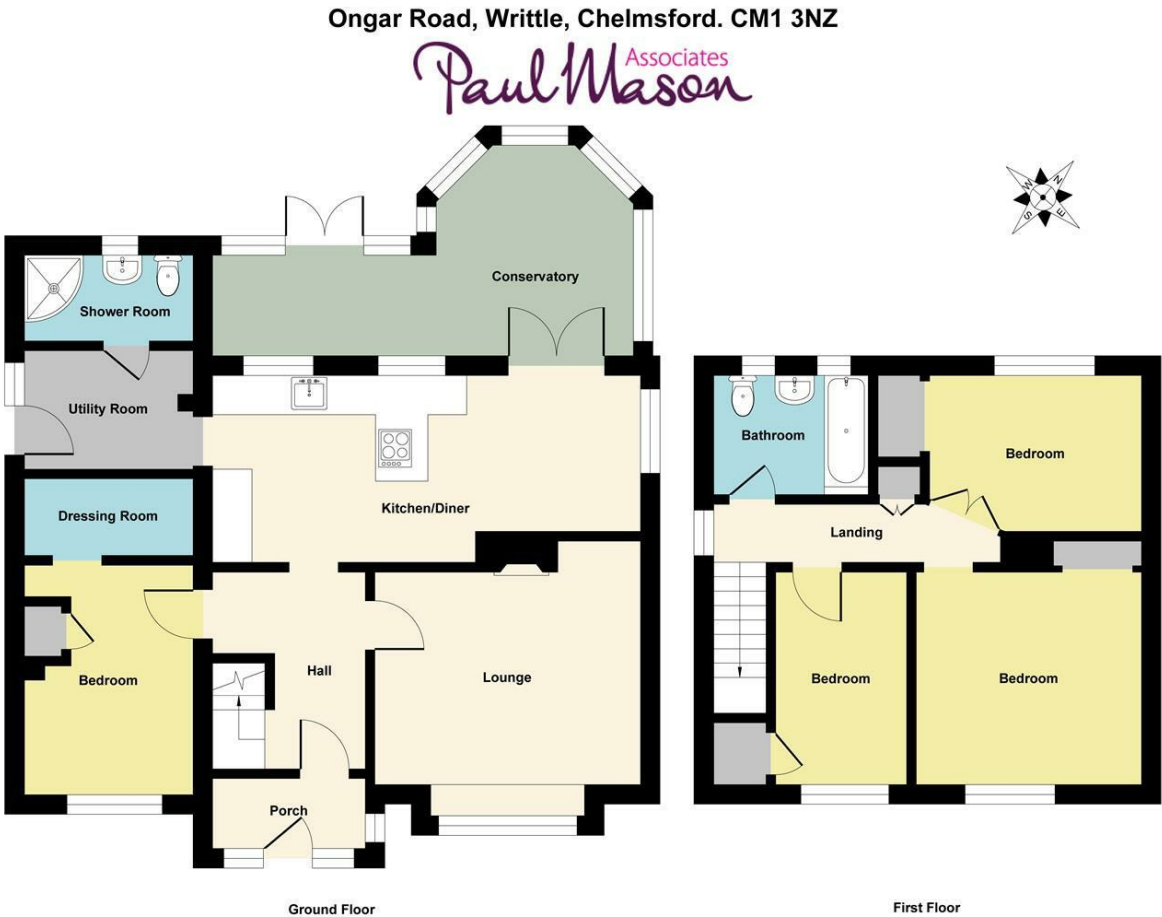 Ongar Road, Writtle, Chelmsford. CM1 3NZ
Associates
Paul Mason
N
W
E
S
Conservatory
Shower Room
Utility Room
Dressing Room
Kitchen/Diner
Bedroom
Hall
Lounge
Porch
Bathroom
Bedroom
Landing
Bedroom
Bedroom
Ground Floor
First Floor